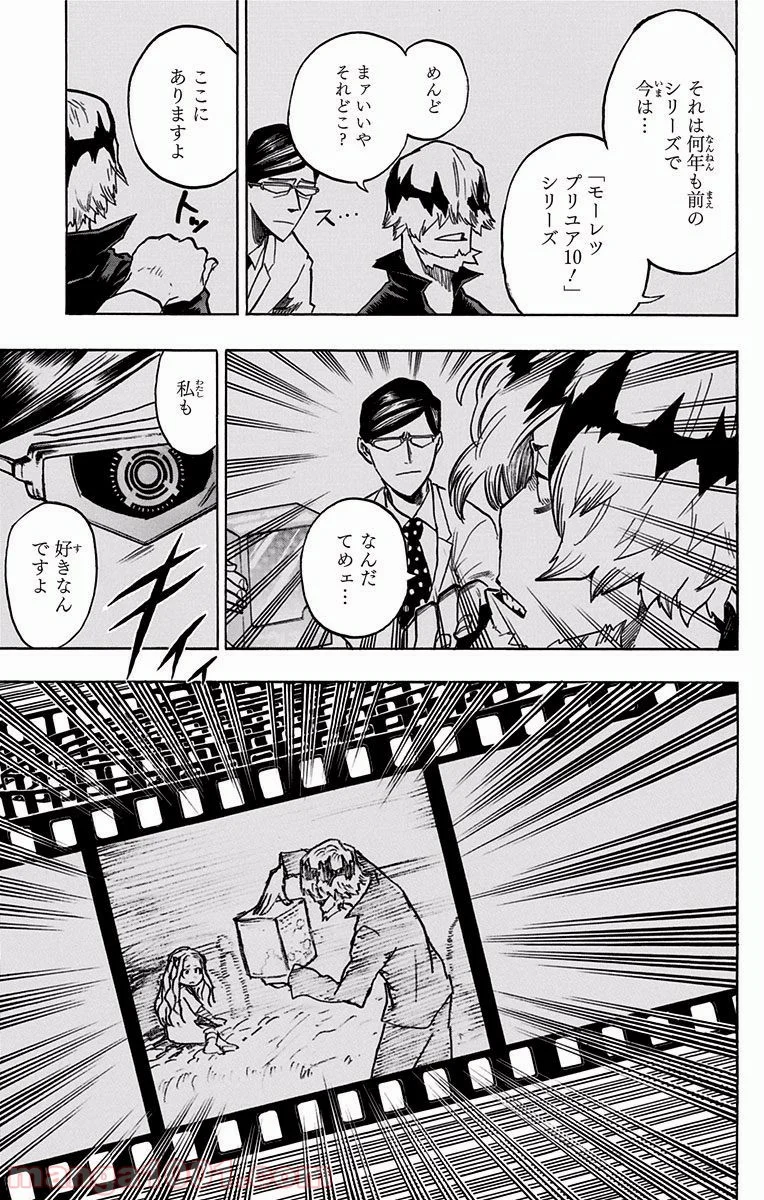 それは何年も前の
シリーズで
今は…
「モーレツ
プリユア10!」
シリーズ
めんど
まァいいや
それどこ?
ス…
ここに
ありますよ
トッ
なんだ
てめェ…
私も
好きなん
ですよ